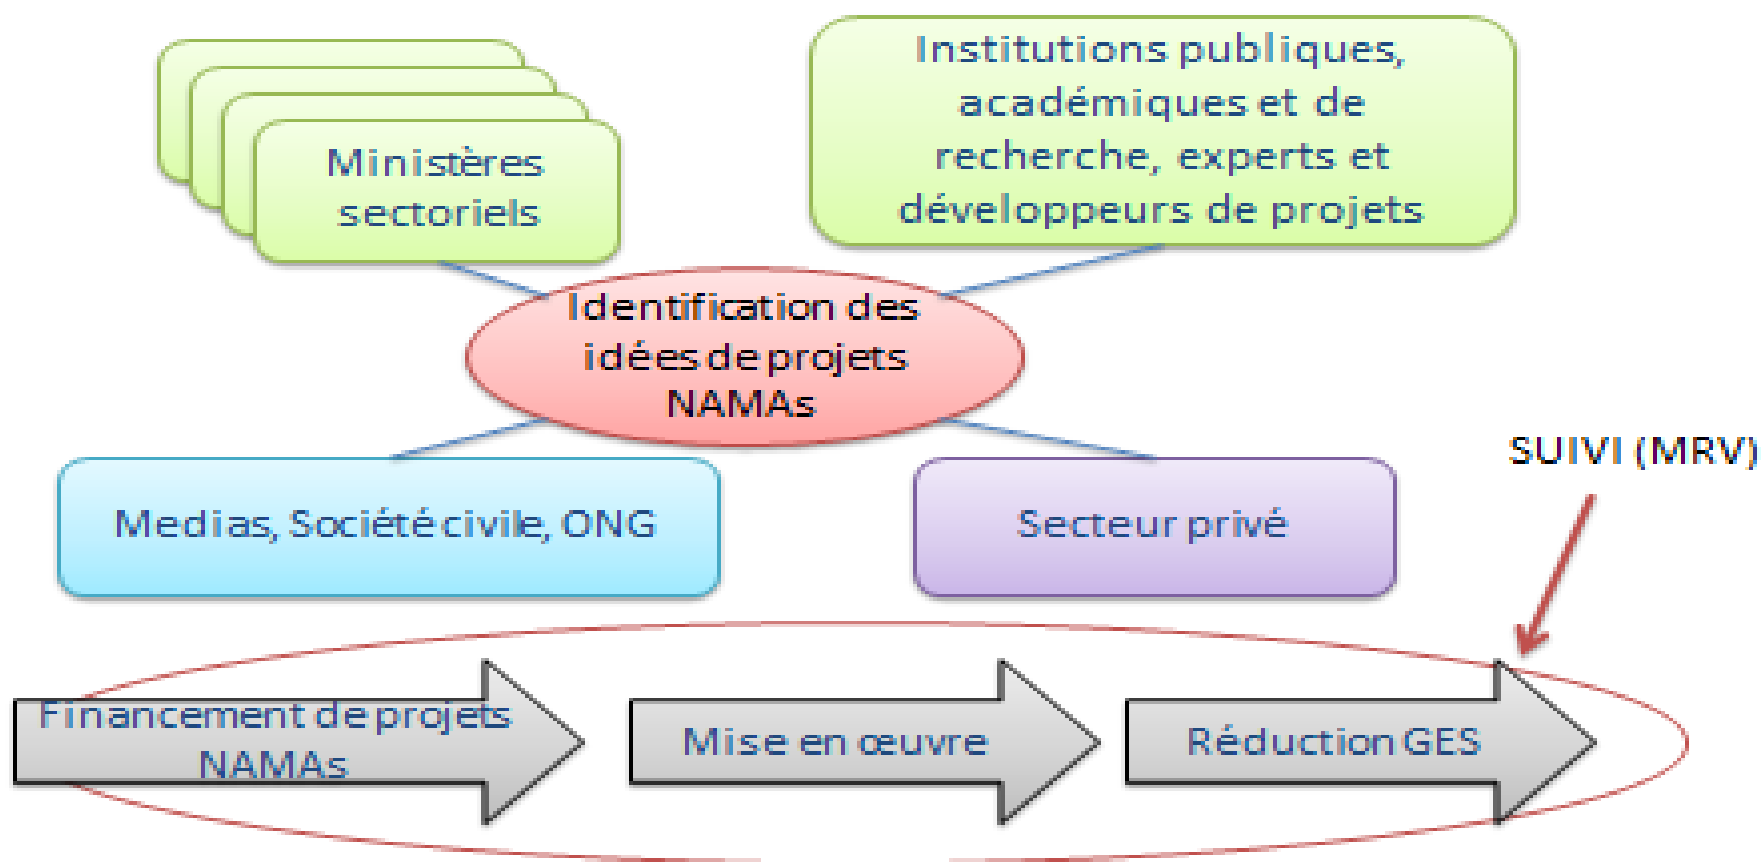 Ministères
sectoriels
Institutions publiques,
académiques et de
recherche, experts et
développeurs de projets
Identification des
idées de projets
NAMAs
Medias, Société civile, ONG
Secteur privé
SUIVI (MRV)
Financement de projets
NAMAs
Mise en œuvre
Réduction GES